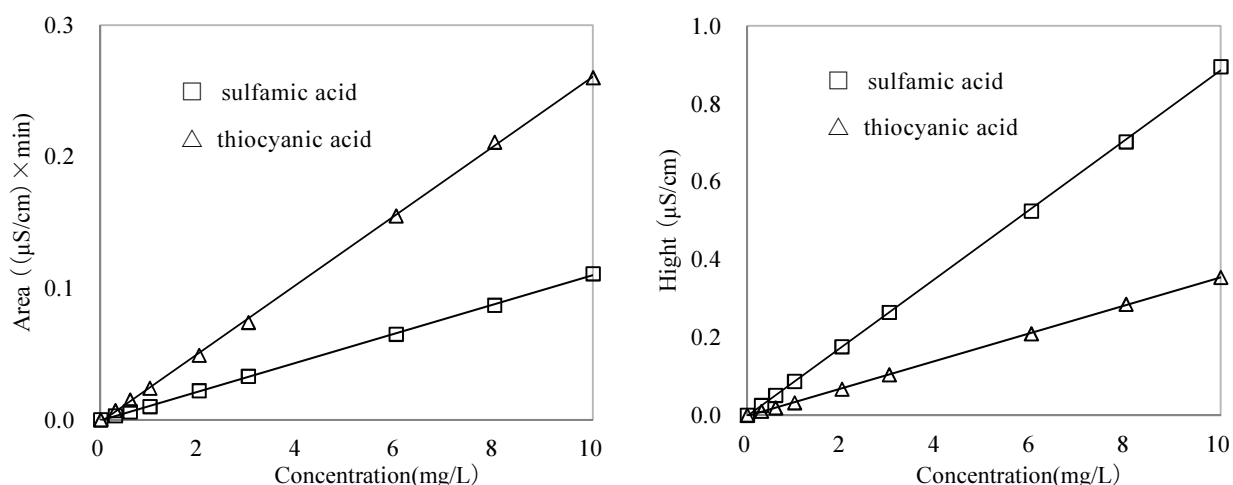 0.3
0.2
0.1
0.0
Area（(μS/cm）×min)
□ sulfamic acid
△ thiocyanic acid
0 2 4 6 8 10
Concentration(mg/L）
1.0
0.8
0.6
0.4
0.2
0.0
Hight（μS/cm)
□ sulfamic acid
△ thiocyanic acid
0 2 4 6 8 10
Concentration(mg/L）